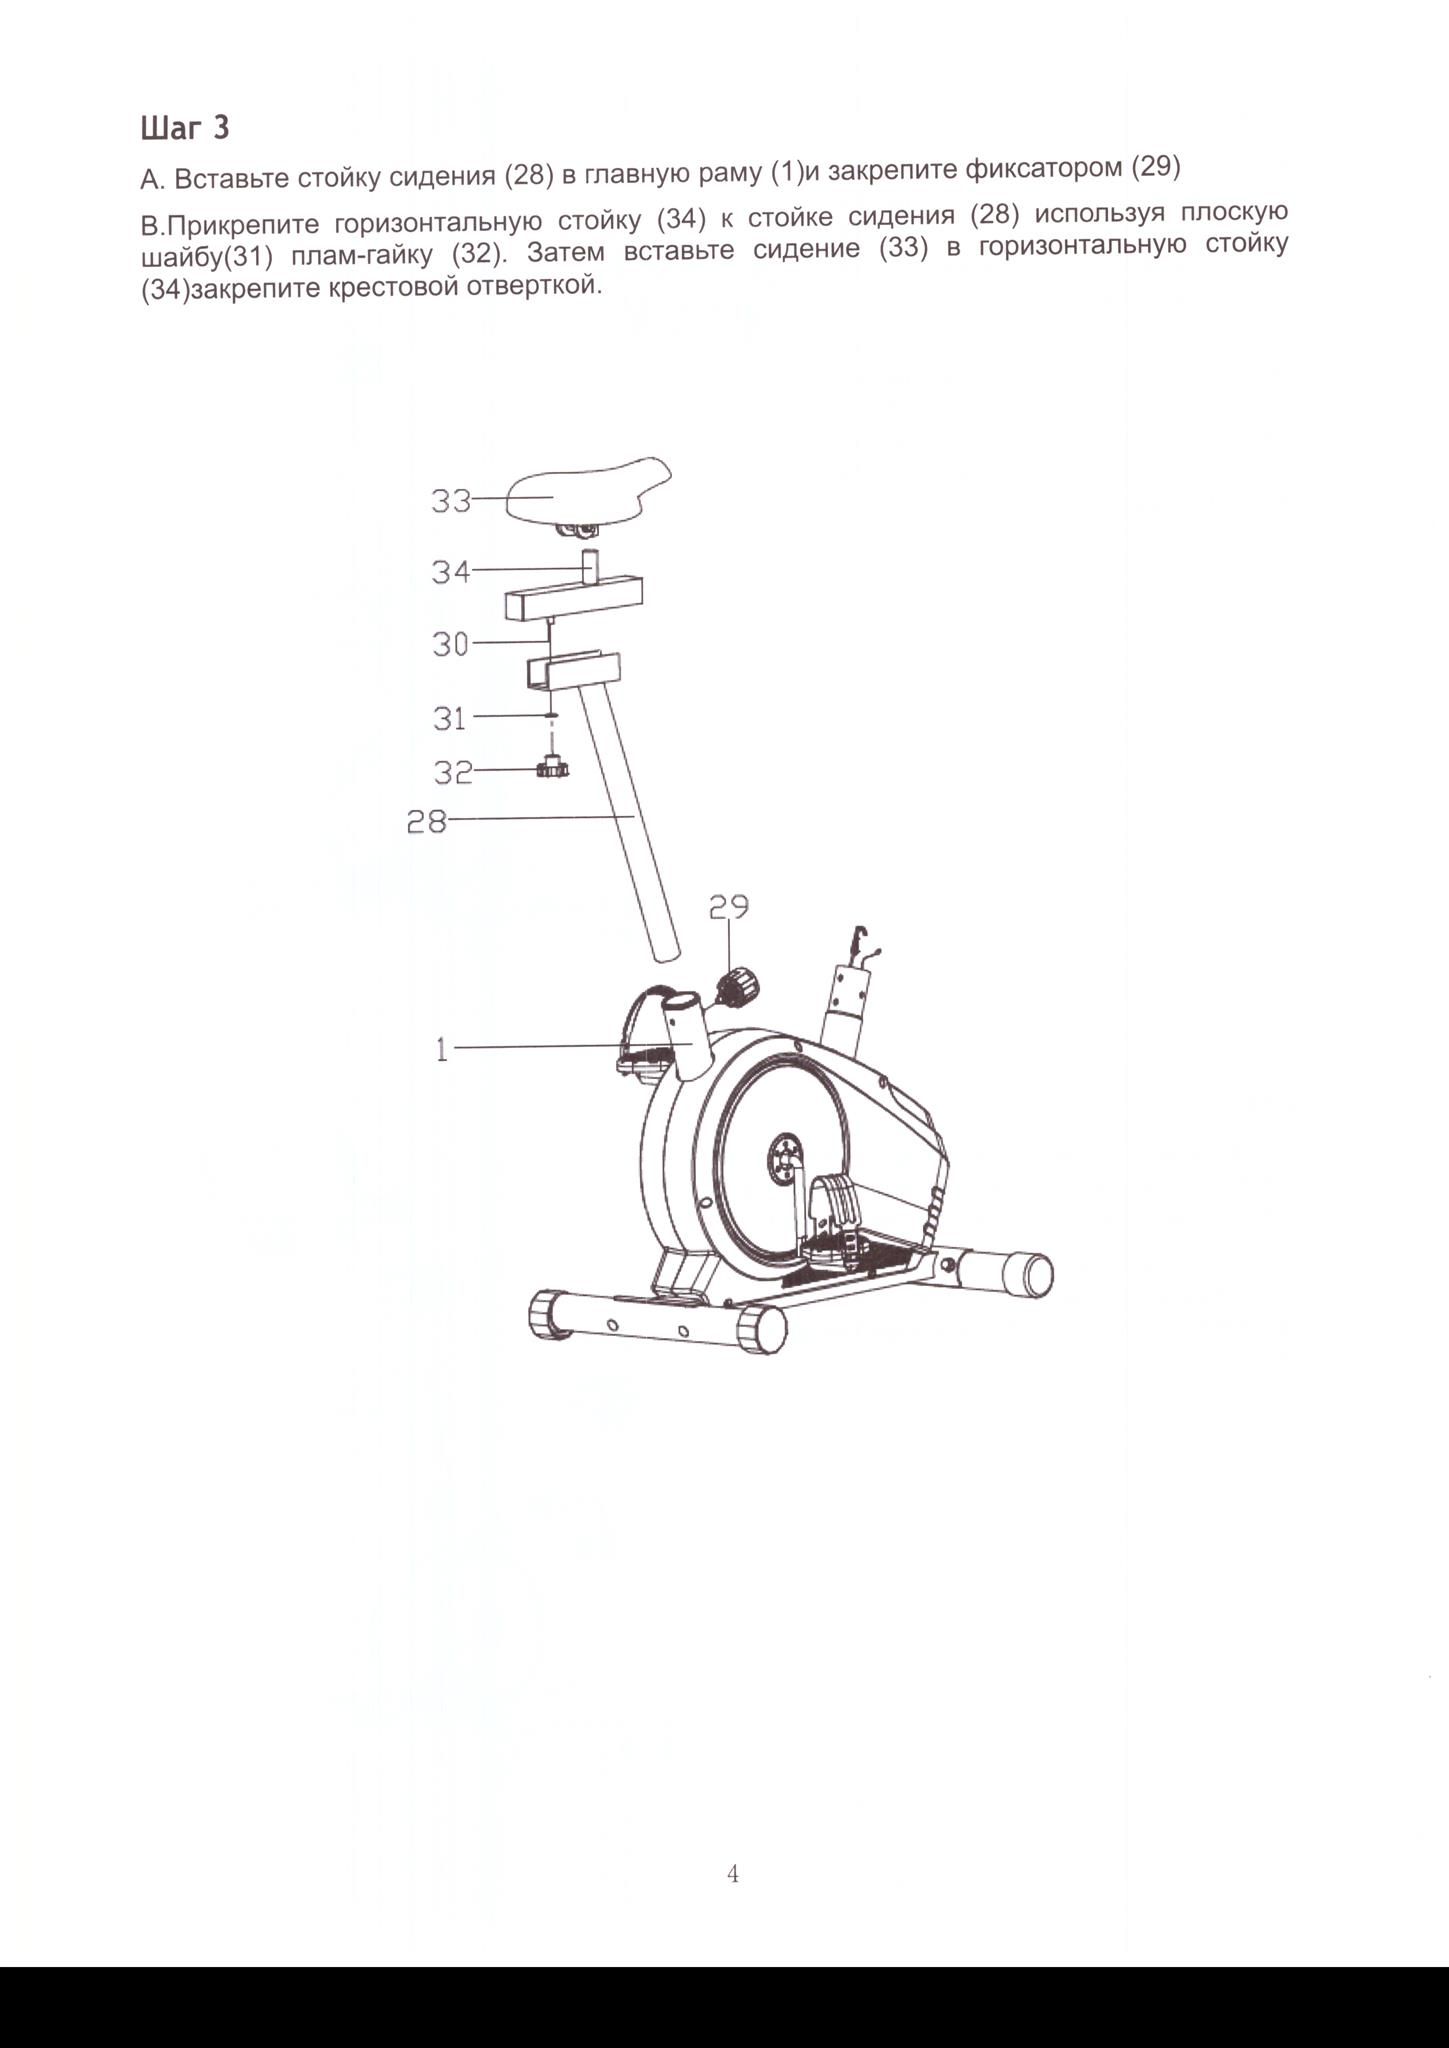 Шаг 3
А. Вставьте стойку сидения (28) в главную раму (1)и закрепите фиксатором (29)
В.Прикрепите горизонтальную стойку (34) к стойке сидения (28) используя плоскую
шайбу(31) плам-гайку (32). Затем вставьте сидение (33) в горизонтальную стойку
(34)закрепите крестовой отверткой.
33
34
30
31
32
28
29
1
4